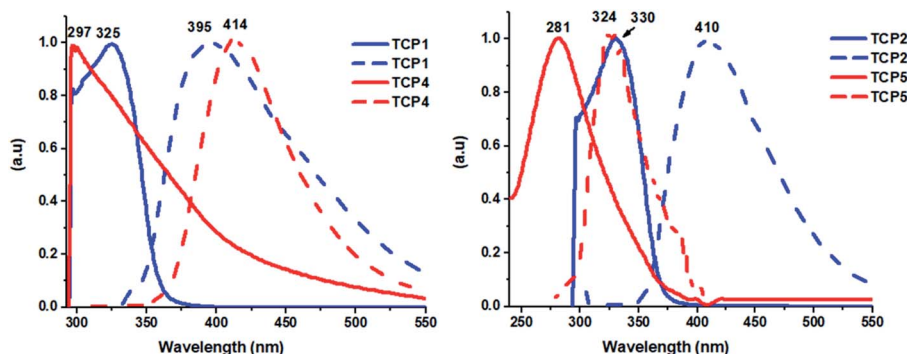 297 325 395 414
TCP1
TCP1
TCP4
TCP4
1.0
0.8
0.6
0.4
0.2
0.0
(a.u)
300 350 400 450 500 550
Wavelength (nm)
281 324 330 410
TCP2
TCP2
TCP5
TCP5
1.0
0.8
0.6
0.4
0.2
0.0
(a.u)
250 300 350 400 450 500 550
Wavelength (nm)